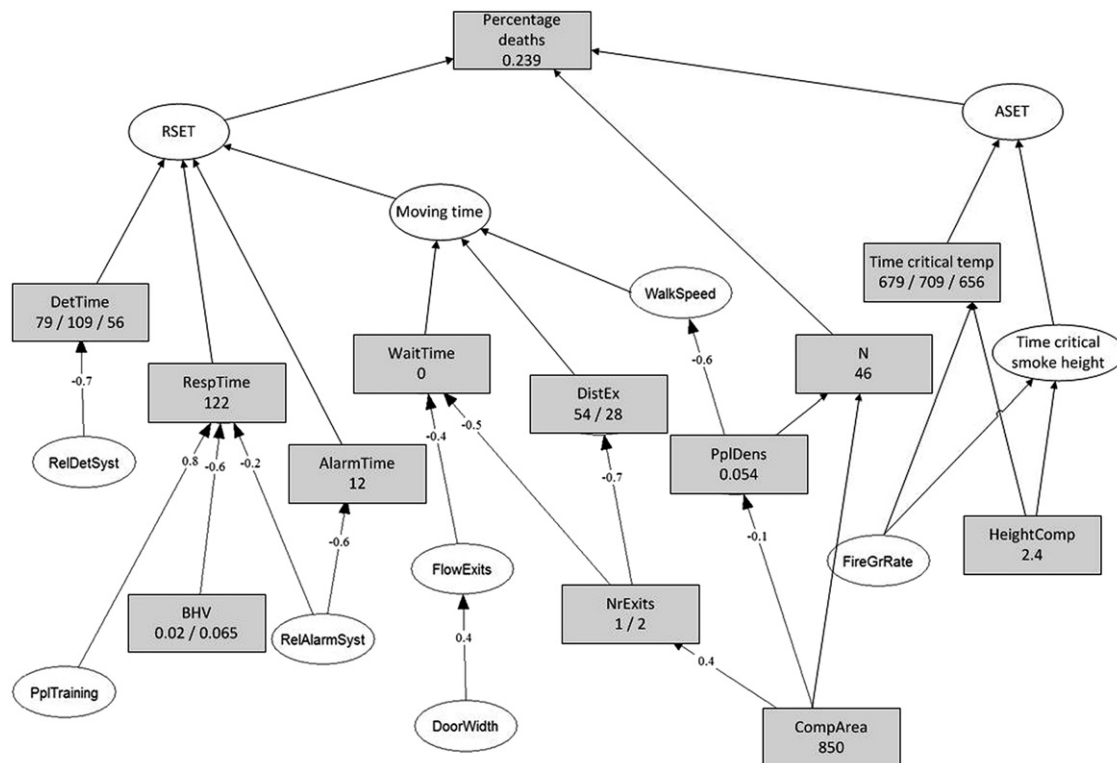 Percentage
deaths
0.239
RSET
ASET
Moving time
Time critical temp
679 / 709 / 656
DetTime
79 / 109 / 56
WalkSpeed
WaitTime
0
N
46
Time critical
smoke height
RespTime
122
DistEx
54 / 28
-0.7
-0.6
-0.5
-0.4
RelDetSyst
0.8
-0.6
-0.2
AlarmTime
12
PplDens
0.054
-0.7
-0.6
-0.1
FlowExits
FireGrRate
HeightComp
2.4
BHV
0.02 / 0.065
RelAlarmSyst
NrExits
1 / 2
0.4
0.4
PplTraining
DoorWidth
CompArea
850